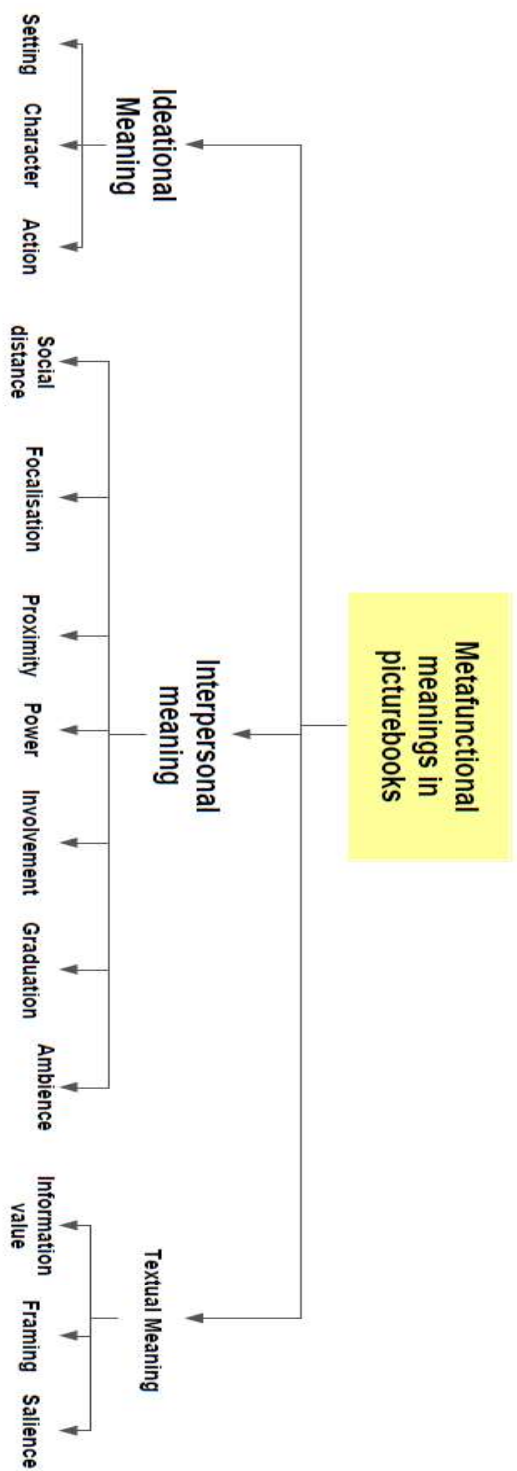 Metafunctional
meanings in
picturebooks
Ideational
Meaning
Interpersonal
meaning
Textual Meaning
Setting
Character
Action
Social
distance
Focalisation
Proximity
Power
Involvement
Graduation
Ambience
Information
value
Framing
Salience